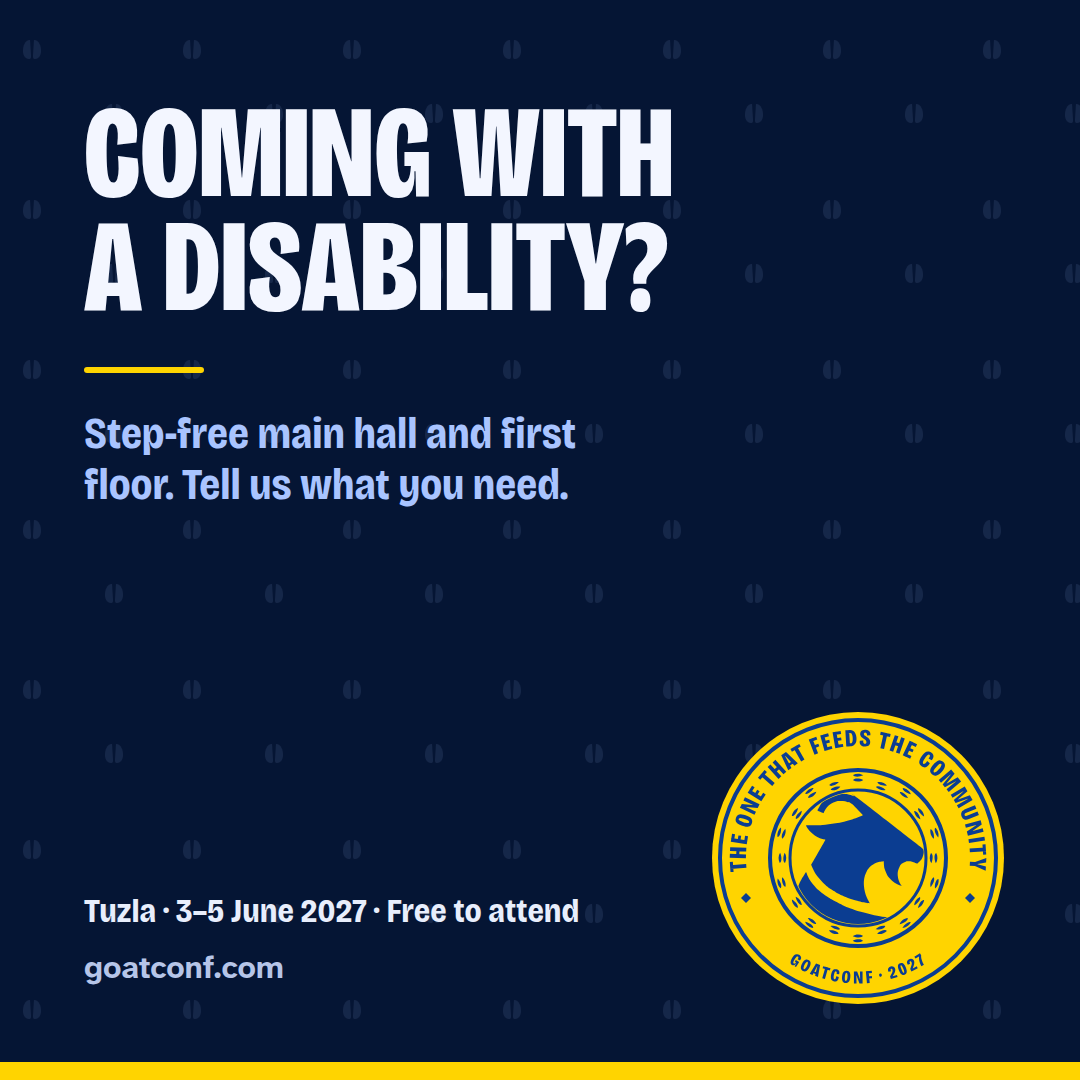 COMING WITH
A DISABILITY?
Step-free main hall and first
floor. Tell us what you need.
Tuzla · 3–5 June 2027 · Free to attend
goatconf.com
THE ONE THAT FEEDS THE COMMUNITY
GOATCONF · 2027